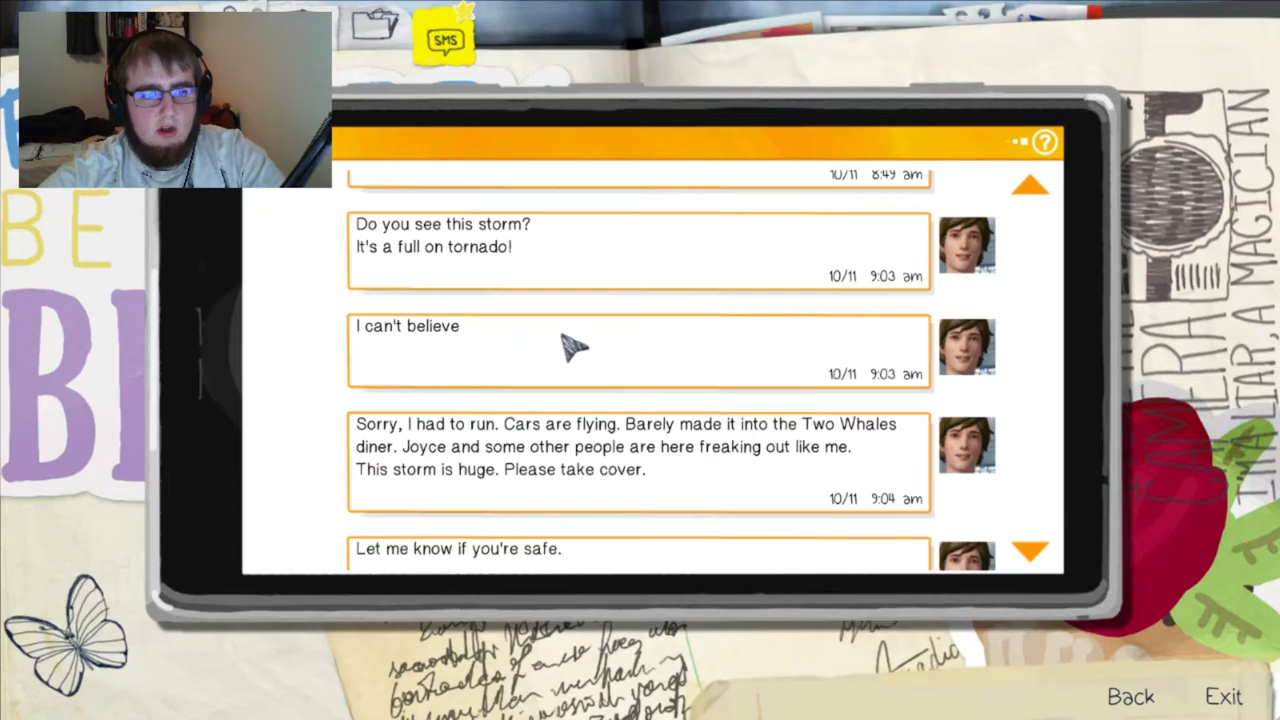 SMS
?
10/11 8:49 am
Do you see this storm?
It's a full on tornado!
10/11 9:03 am
I can't believe
10/11 9:03 am
Sorry, I had to run. Cars are flying. Barely made it into the Two Whales
diner. Joyce and some other people are here freaking out like me.
This storm is huge. Please take cover.
10/11 9:04 am
Let me know if you're safe.
BE
CAMERA
LIAR, A MAGICIAN
Back
Exit